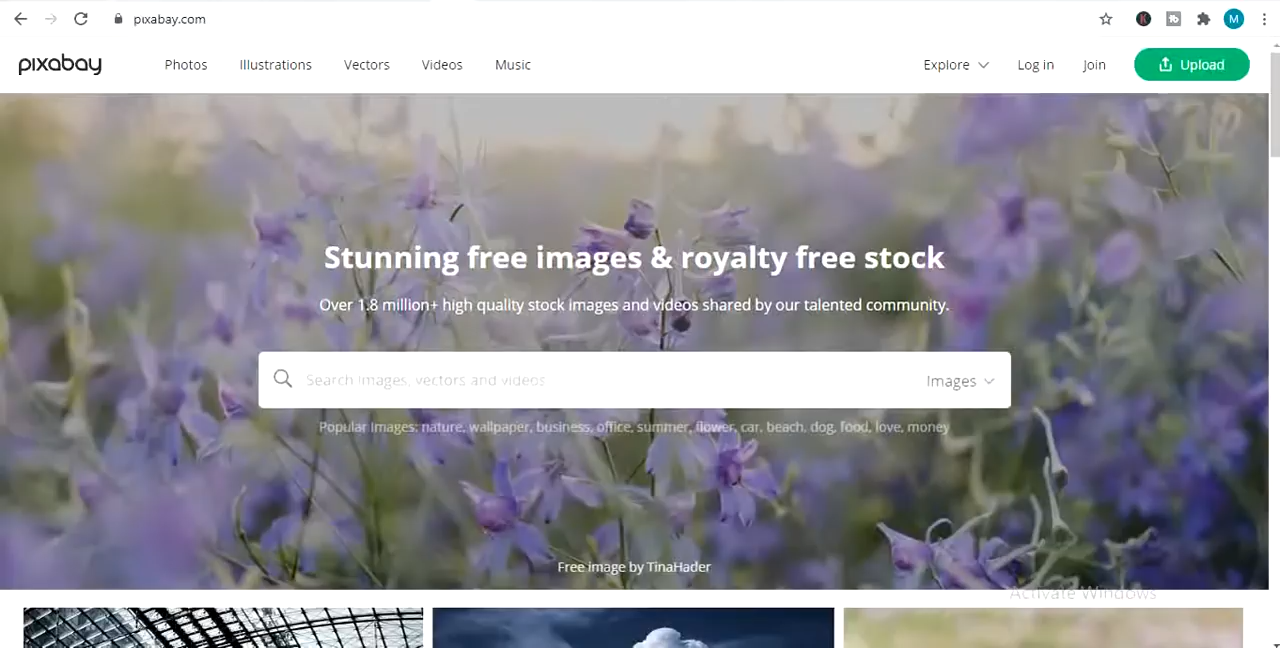 pixabay.com
M
pixabay Photos Illustrations Vectors Videos Music Explore Log in Join Upload
Stunning free images & royalty free stock
Over 1.8 million+ high quality stock images and videos shared by our talented community.
Search images, vectors and videos Images
Popular Images: nature, wallpaper, business, office, summer, flower, car, beach, dog, food, love, money
Free image by TinaHader
Activate Windows